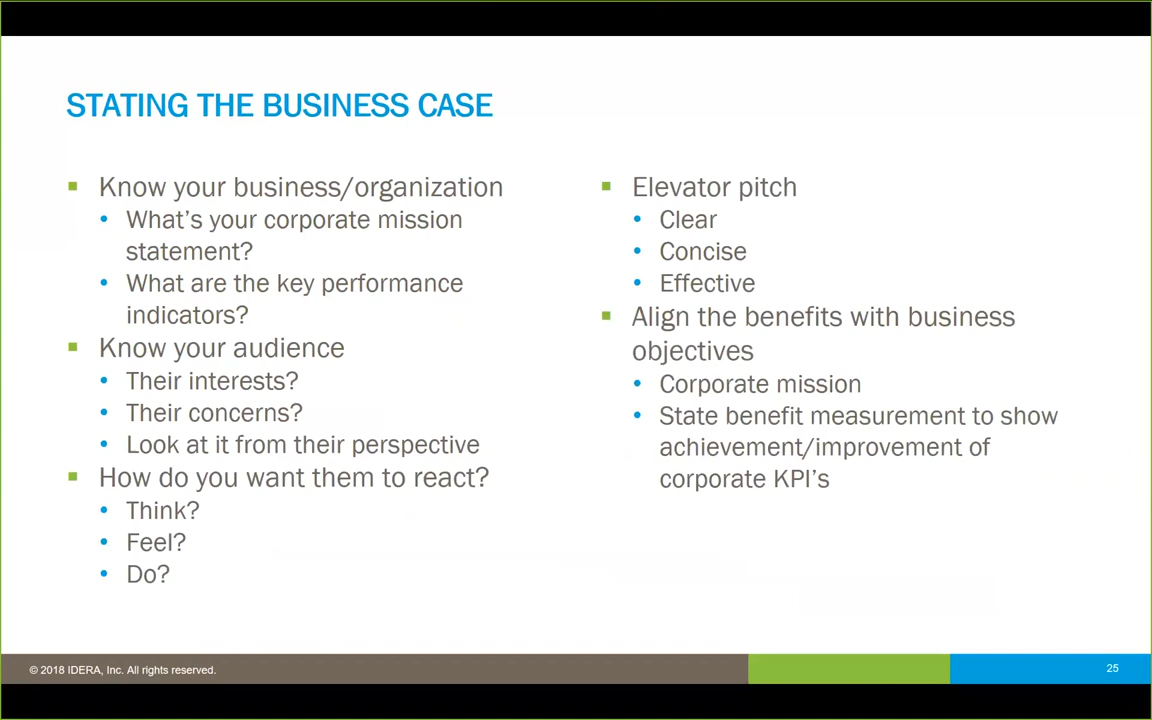 STATING THE BUSINESS CASE
Know your business/organization
What's your corporate mission
statement?
What are the key performance
indicators?
Know your audience
Their interests?
Their concerns?
Look at it from their perspective
How do you want them to react?
Think?
Feel?
Do?
Elevator pitch
Clear
Concise
Effective
Align the benefits with business
objectives
Corporate mission
State benefit measurement to show
achievement/improvement of
corporate KPI's
© 2018 IDERA, Inc. All rights reserved.
25